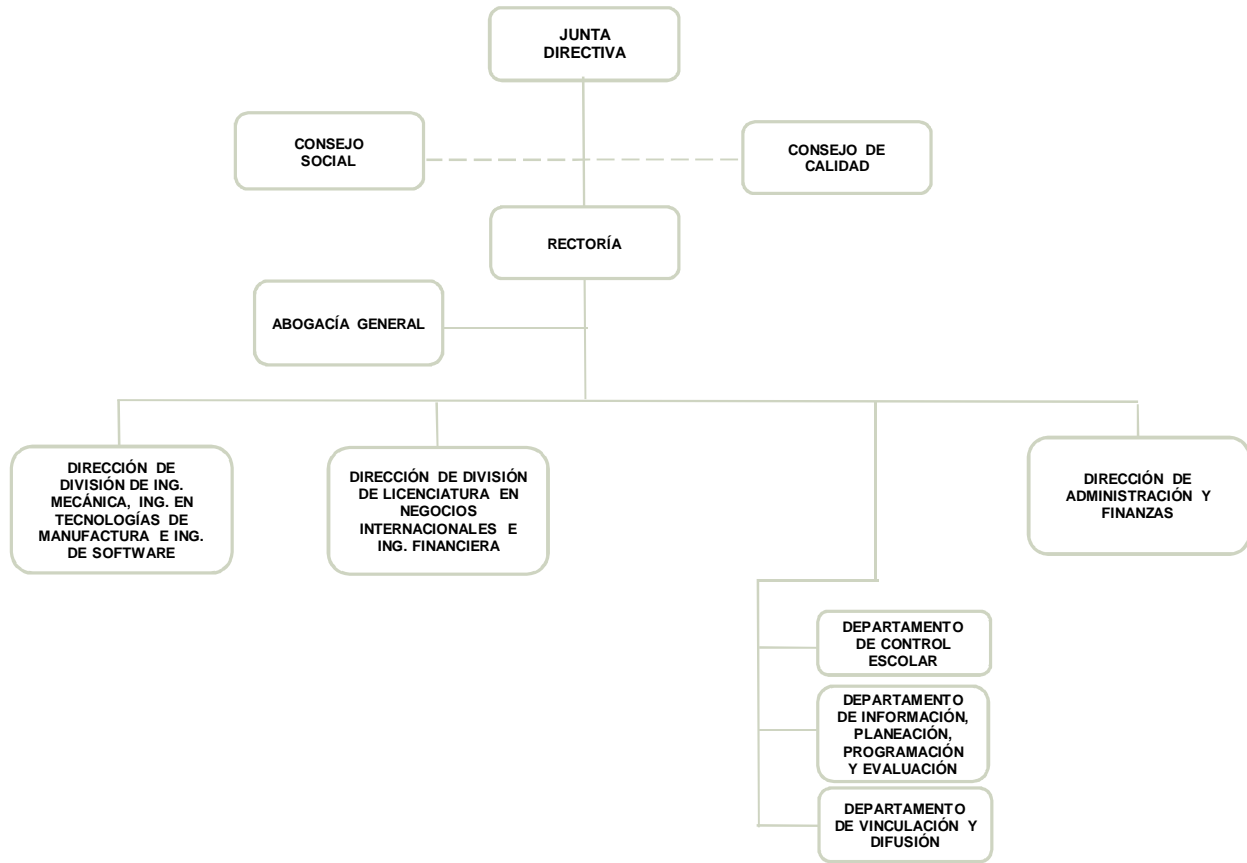 JUNTA
DIRECTIVA
CONSEJO
SOCIAL
CONSEJO DE
CALIDAD
RECTORÍA
ABOGACÍA GENERAL
DIRECCIÓN DE
DIVISIÓN DE ING.
MECÁNICA, ING. EN
TECNOLOGÍAS DE
MANUFACTURA E ING.
DE SOFTWARE
DIRECCIÓN DE DIVISIÓN
DE LICENCIATURA EN
NEGOCIOS
INTERNACIONALES E
ING. FINANCIERA
DIRECCIÓN DE
ADMINISTRACIÓN Y
FINANZAS
DEPARTAMENTO
DE CONTROL
ESCOLAR
DEPARTAMENTO
DE INFORMACIÓN,
PLANEACIÓN,
PROGRAMACIÓN
Y EVALUACIÓN
DEPARTAMENTO
DE VINCULACIÓN Y
DIFUSIÓN